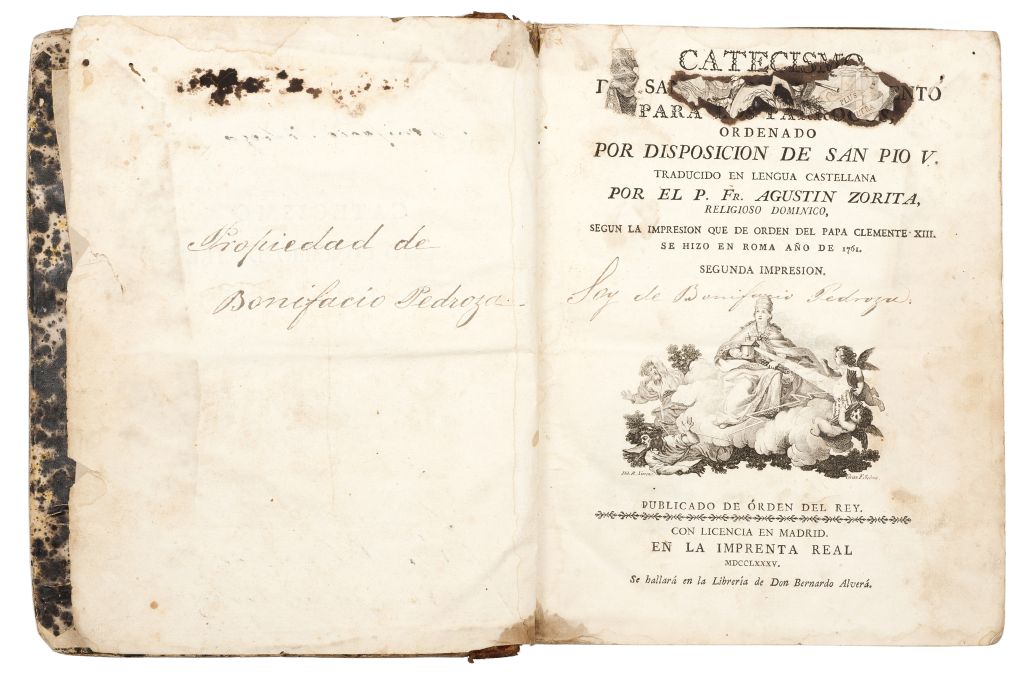 Propiedad de
Bonifacio Pedroza.
CATECISMO
PARA
ORDENADO
POR DISPOSICION DE SAN PIO V.
TRADUCIDO EN LENGUA CASTELLANA
POR EL P. Fr. AGUSTIN ZORITA,
RELIGIOSO DOMINICO,
SEGUN LA IMPRESION QUE DE ORDEN DEL PAPA CLEMENTE XIII.
SE HIZO EN ROMA AÑO DE 1761.
SEGUNDA IMPRESION.
Soy de Bonifacio Pedroza.
PUBLICADO DE ÓRDEN DEL REY.
CON LICENCIA EN MADRID.
EN LA IMPRENTA REAL
MDCCLXXXV.
Se hallará en la Librería de Don Bernardo Alverá.